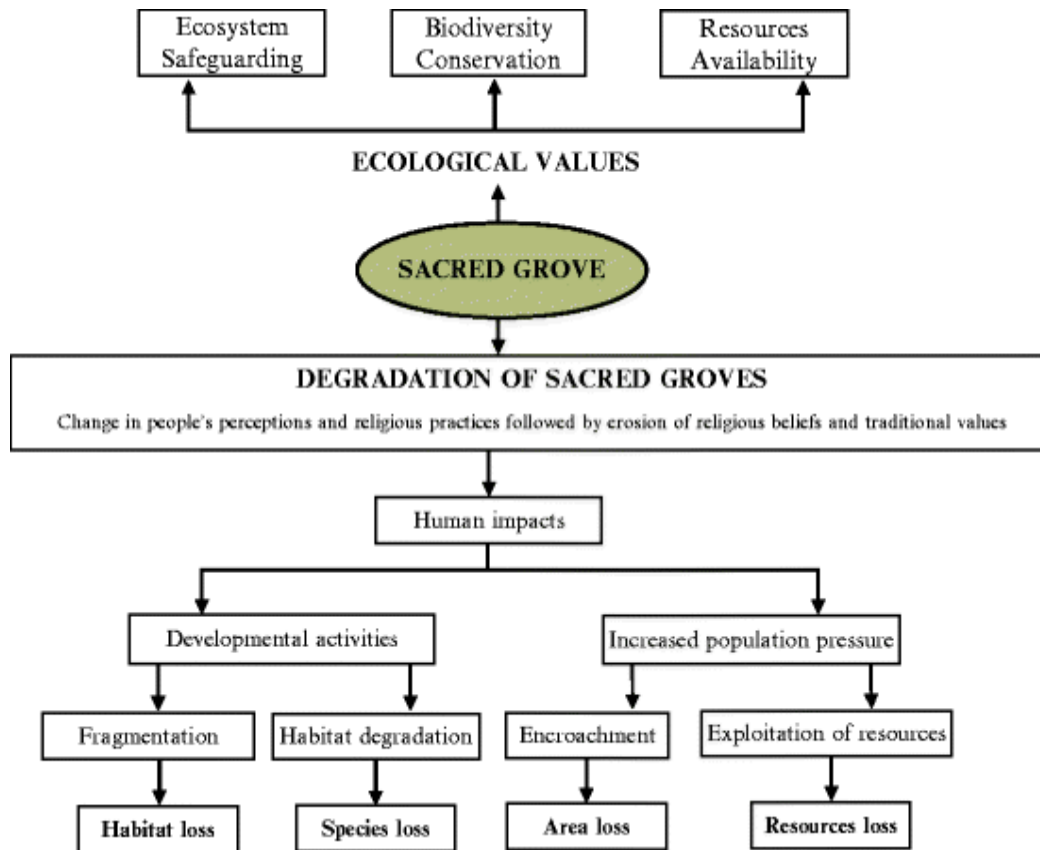 Ecosystem
Safeguarding
Biodiversity
Conservation
Resources
Availability
ECOLOGICAL VALUES
SACRED GROVE
DEGRADATION OF SACRED GROVES
Change in people's perceptions and religious practices followed by erosion of religious beliefs and traditional values
Human impacts
Developmental activities
Increased population pressure
Fragmentation
Habitat degradation
Encroachment
Exploitation of resources
Habitat loss
Species loss
Area loss
Resources loss